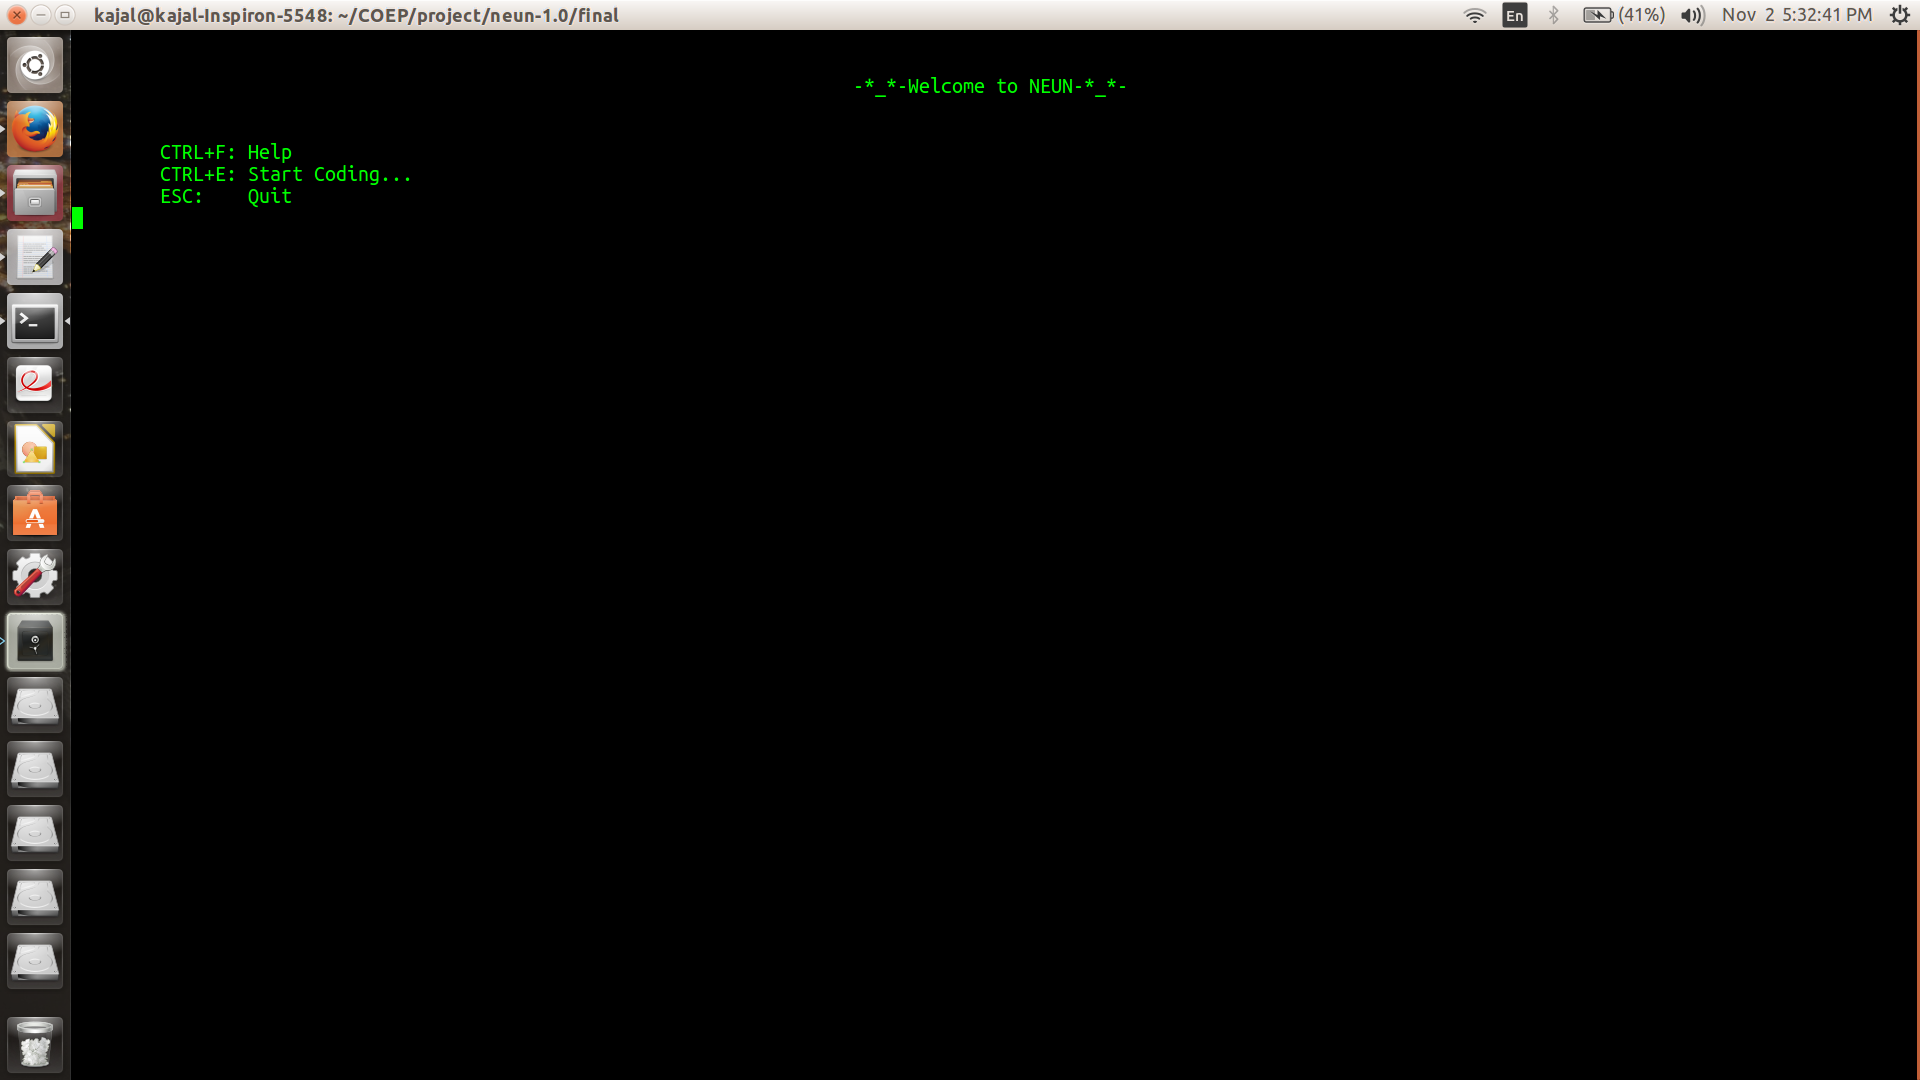 kajal@kajal-Inspiron-5548: ~/COEP/project/neun-1.0/final
En (41%) Nov 2 5:32:41 PM
-*_*-Welcome to NEUN-*_*-
CTRL+F: Help
CTRL+E: Start Coding...
ESC: Quit